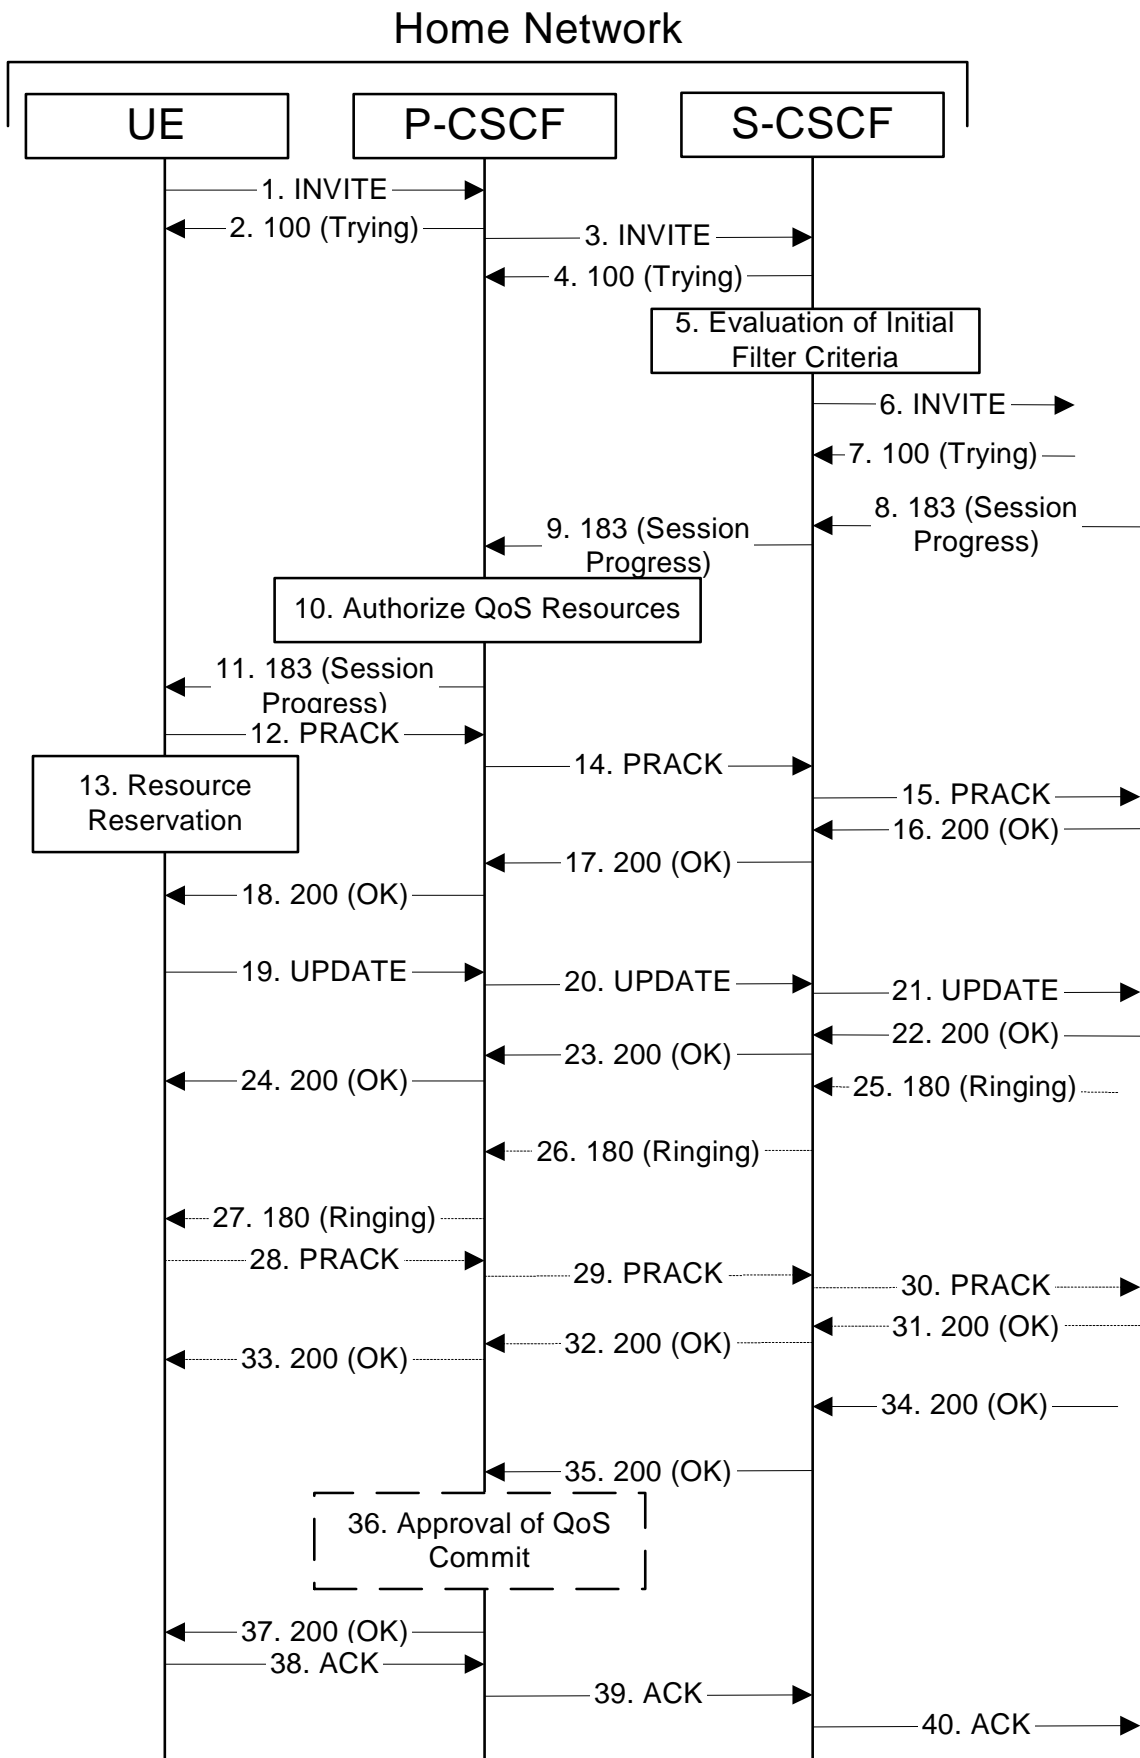 Home Network
UE
P-CSCF
S-CSCF
1. INVITE
2. 100 (Trying)
3. INVITE
4. 100 (Trying)
5. Evaluation of Initial
Filter Criteria
6. INVITE
7. 100 (Trying)
8. 183 (Session
Progress)
9. 183 (Session
Progress)
10. Authorize QoS Resources
11. 183 (Session
Progress)
12. PRACK
13. Resource
Reservation
14. PRACK
15. PRACK
16. 200 (OK)
17. 200 (OK)
18. 200 (OK)
19. UPDATE
20. UPDATE
21. UPDATE
22. 200 (OK)
23. 200 (OK)
24. 200 (OK)
25. 180 (Ringing)
26. 180 (Ringing)
27. 180 (Ringing)
28. PRACK
29. PRACK
30. PRACK
31. 200 (OK)
32. 200 (OK)
33. 200 (OK)
34. 200 (OK)
35. 200 (OK)
36. Approval of QoS
Commit
37. 200 (OK)
38. ACK
39. ACK
40. ACK